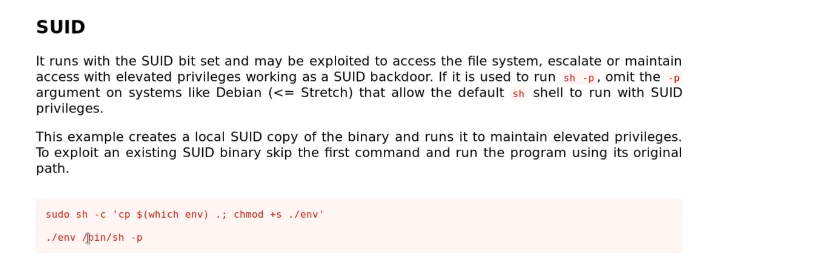 SUID
It runs with the SUID bit set and may be exploited to access the file system, escalate or maintain
access with elevated privileges working as a SUID backdoor. If it is used to run sh -p, omit the -p
argument on systems like Debian (<= Stretch) that allow the default sh shell to run with SUID
privileges.
This example creates a local SUID copy of the binary and runs it to maintain elevated privileges.
To exploit an existing SUID binary skip the first command and run the program using its original
path.
sudo sh -c 'cp $(which env) .; chmod +s ./env'
./env /bin/sh -p